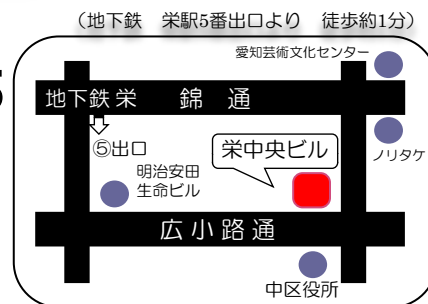 （地下鉄 栄駅5番出口より 徒歩約1分）
愛知芸術文化センター
地下鉄栄 錦通
⑤出口
栄中央ビル
ノリタケ
明治安田
生命ビル
広小路通
中区役所